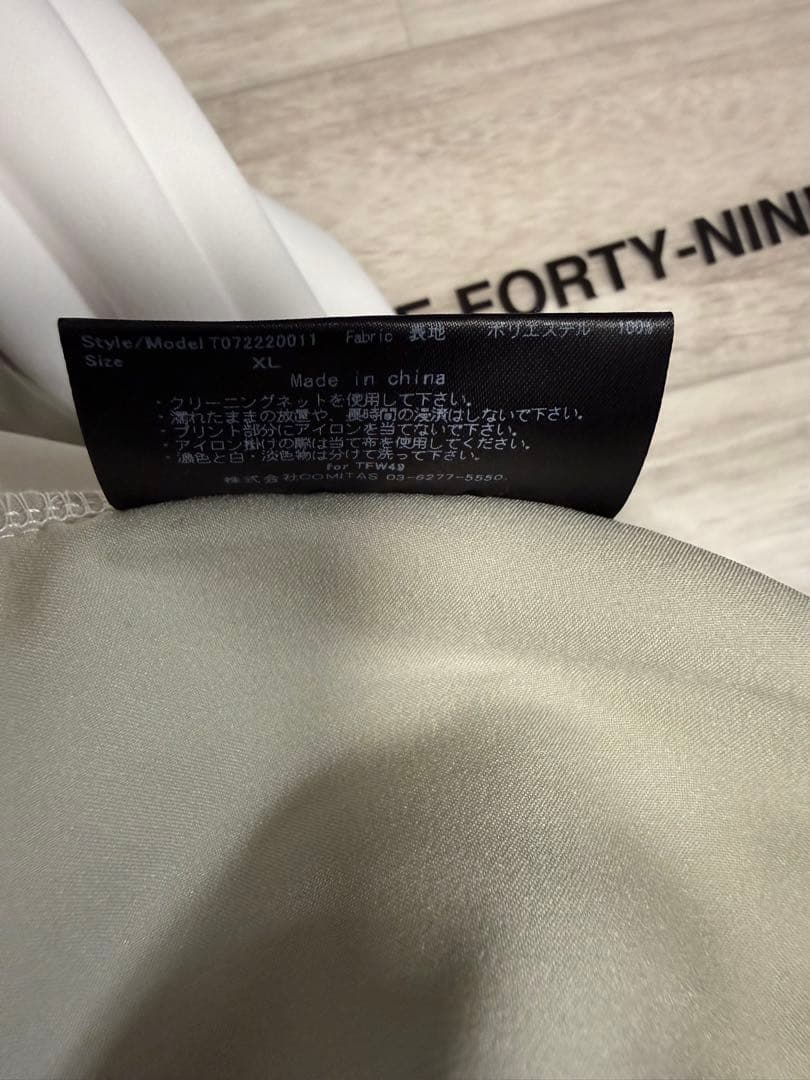 E FORTY-NIN
Style/Model T072220011 Fabric 表地 ポリエステル 100%
Size XL
Made in china
・クリーニングネットを使用して下さい。
・濡れたままの放置や、長時間の浸漬はしないで下さい。
・プリント部分にアイロンを当てないで下さい。
・アイロン掛けの際は当て布を使用してください。
・濃色と白・淡色物は分けて洗って下さい。
for TFW49
株式会社COMITAS 03-6277-5550.